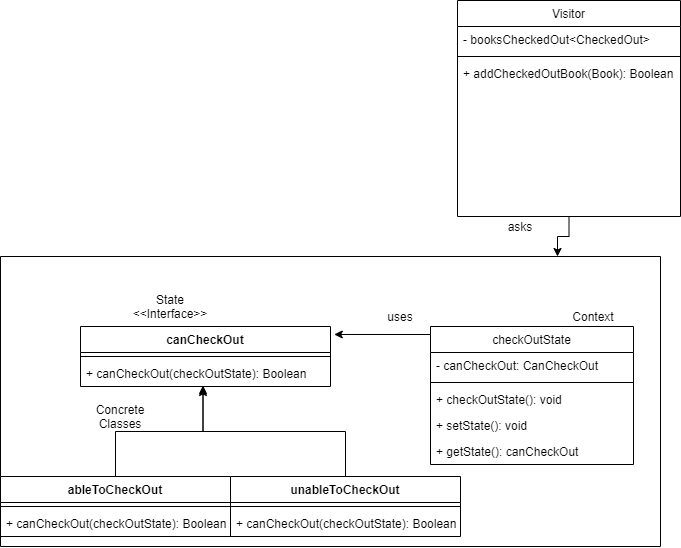 Visitor
- booksCheckedOut<CheckedOut>
+ addCheckedOutBook(Book): Boolean
asks
State
<<Interface>>
canCheckOut
+ canCheckOut(checkOutState): Boolean
uses
Context
checkOutState
- canCheckOut: CanCheckOut
+ checkOutState(): void
+ setState(): void
+ getState(): canCheckOut
Concrete
Classes
ableToCheckOut
+ canCheckOut(checkOutState): Boolean
unableToCheckOut
+ canCheckOut(checkOutState): Boolean